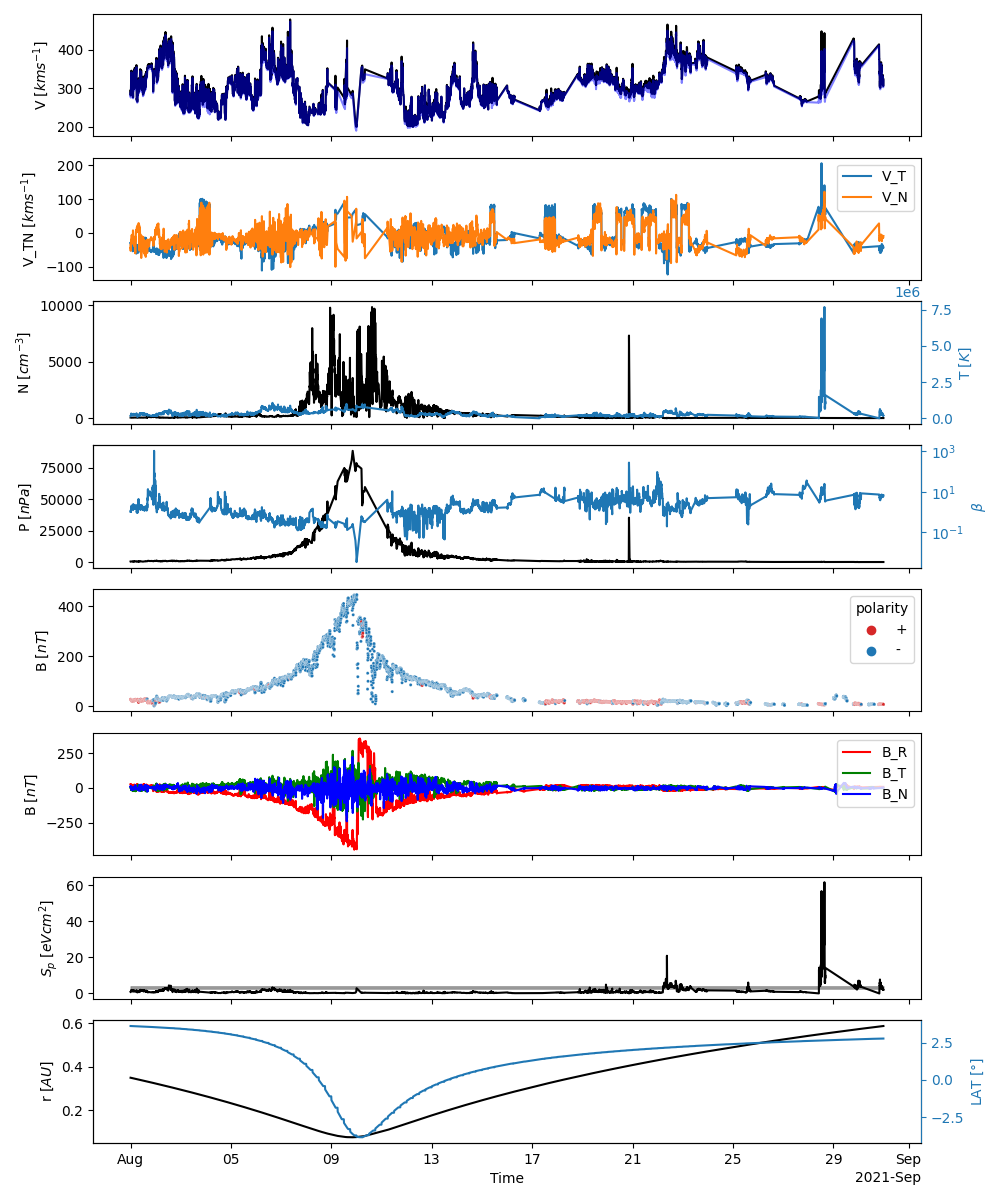 V [kms⁻¹]
400
300
200
V_TN [kms⁻¹]
200
100
0
−100
V_T
V_N
1e6
N [cm⁻³]
10000
5000
0
7.5
5.0
2.5
0.0
T [K]
P [nPa]
75000
50000
25000
0
10³
10¹
10⁻¹
β
B [nT]
400
200
0
polarity
+
-
B [nT]
250
0
−250
B_R
B_T
B_N
Sₚ [eVcm²]
60
40
20
0
r [AU]
0.6
0.4
0.2
2.5
0.0
−2.5
LAT [°]
Aug 05 09 13 17 21 25 29 Sep
Time
2021-Sep